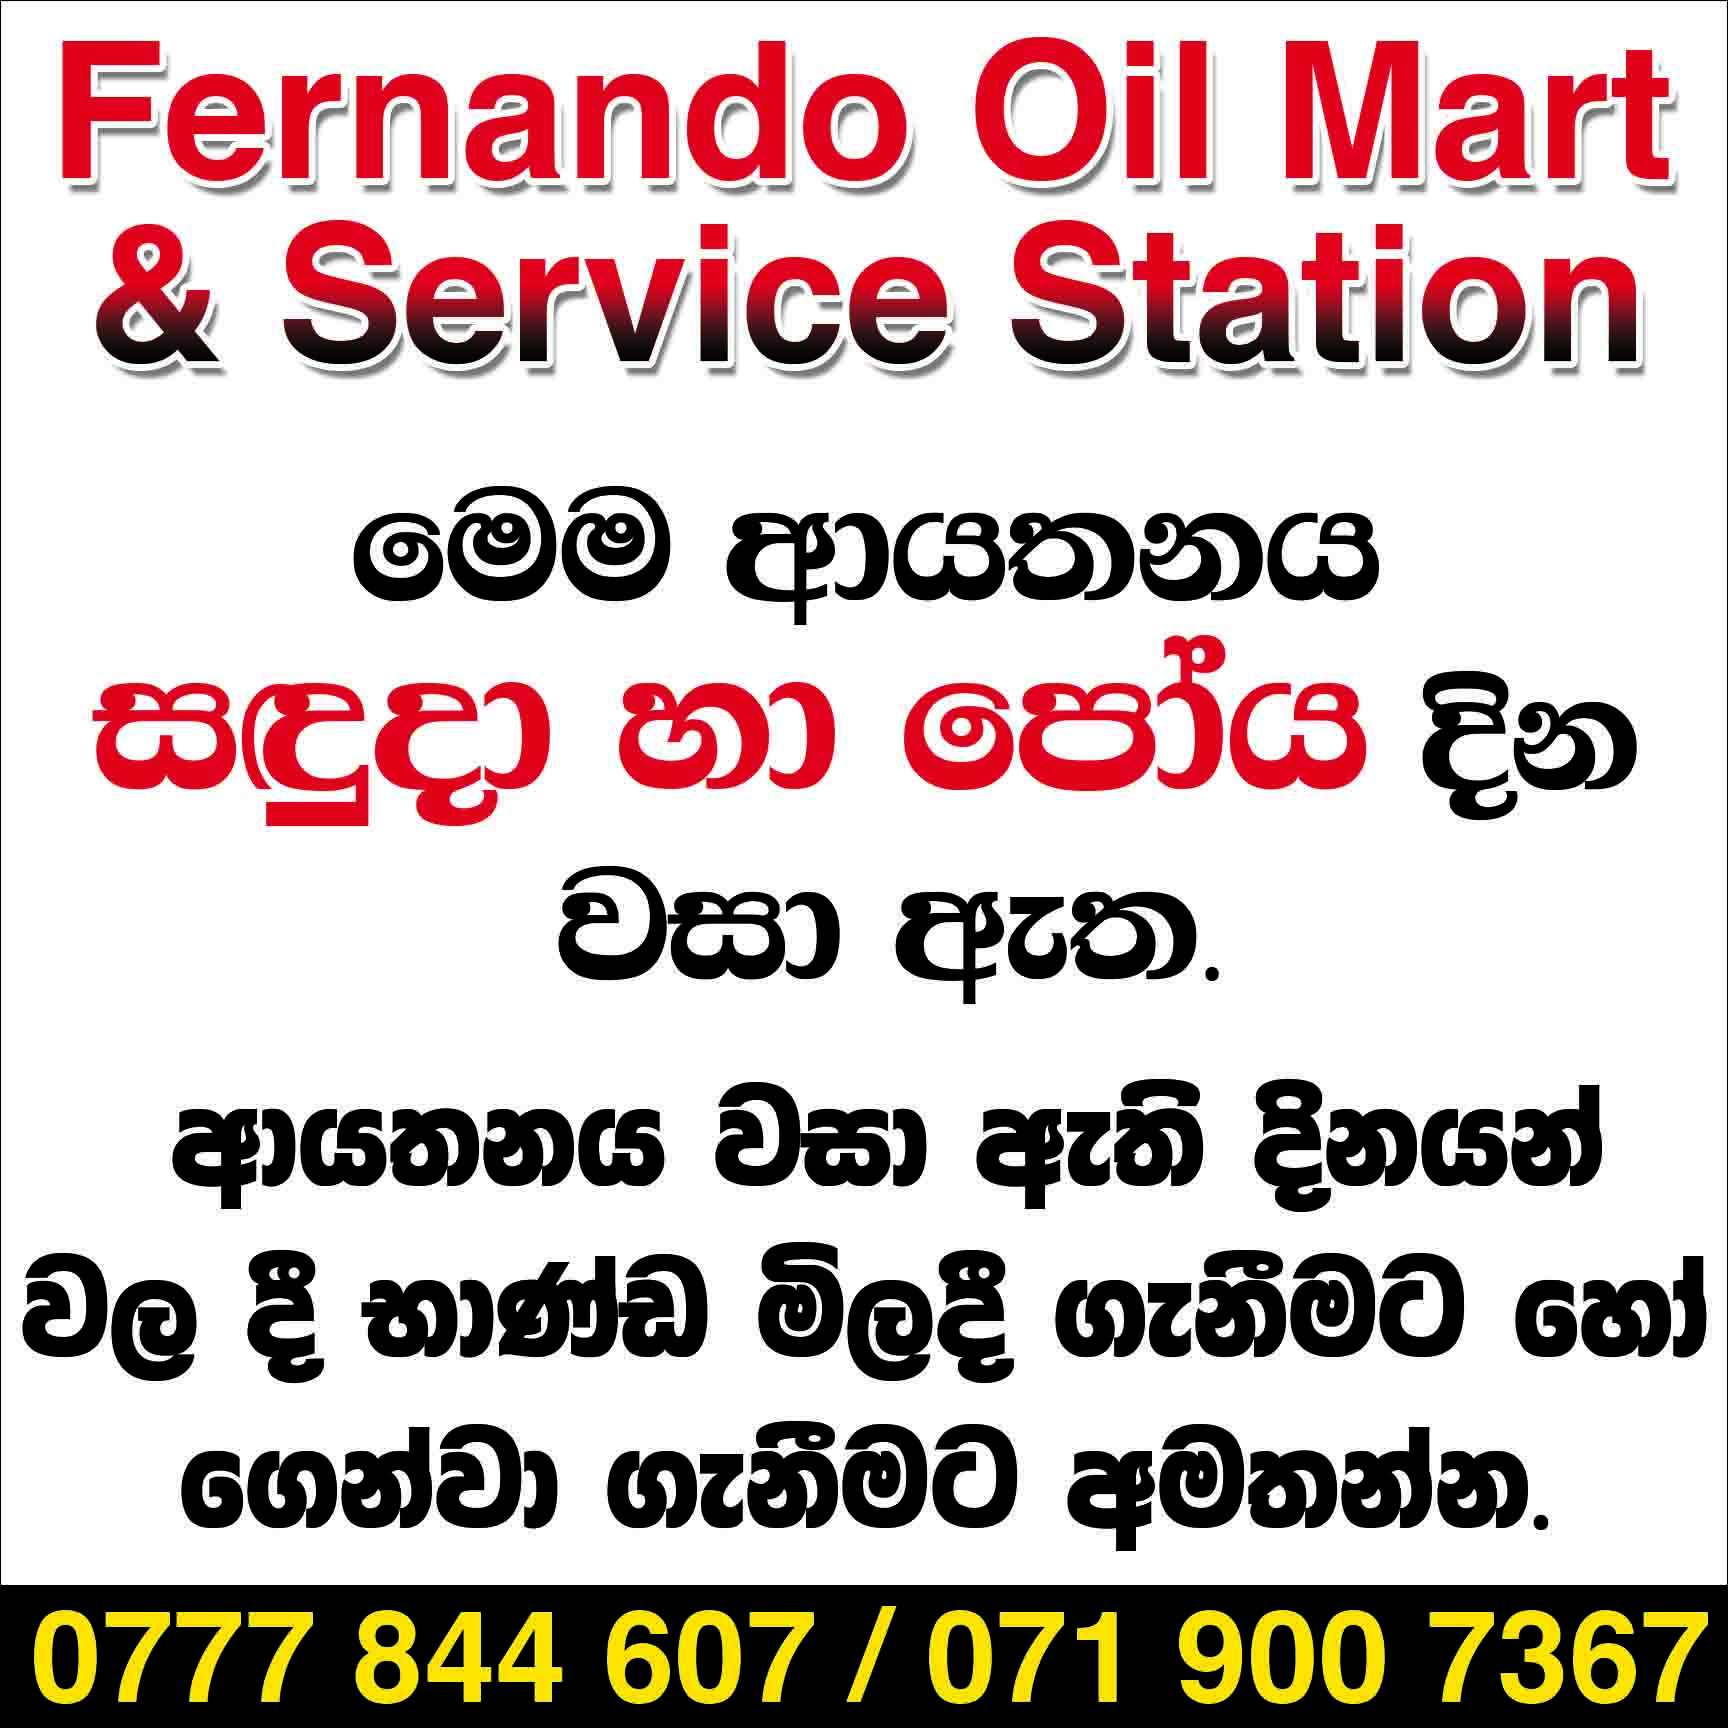 Fernando Oil Mart
& Service Station
මෙම ආයතනය
සඳුදා හා පෝය දින
වසා ඇත.
ආයතනය වසා ඇති දිනයන්
වල දී භාණ්ඩ මිලදී ගැනීමට හෝ
ගෙන්වා ගැනීමට අමතන්න.
0777 844 607 / 071 900 7367